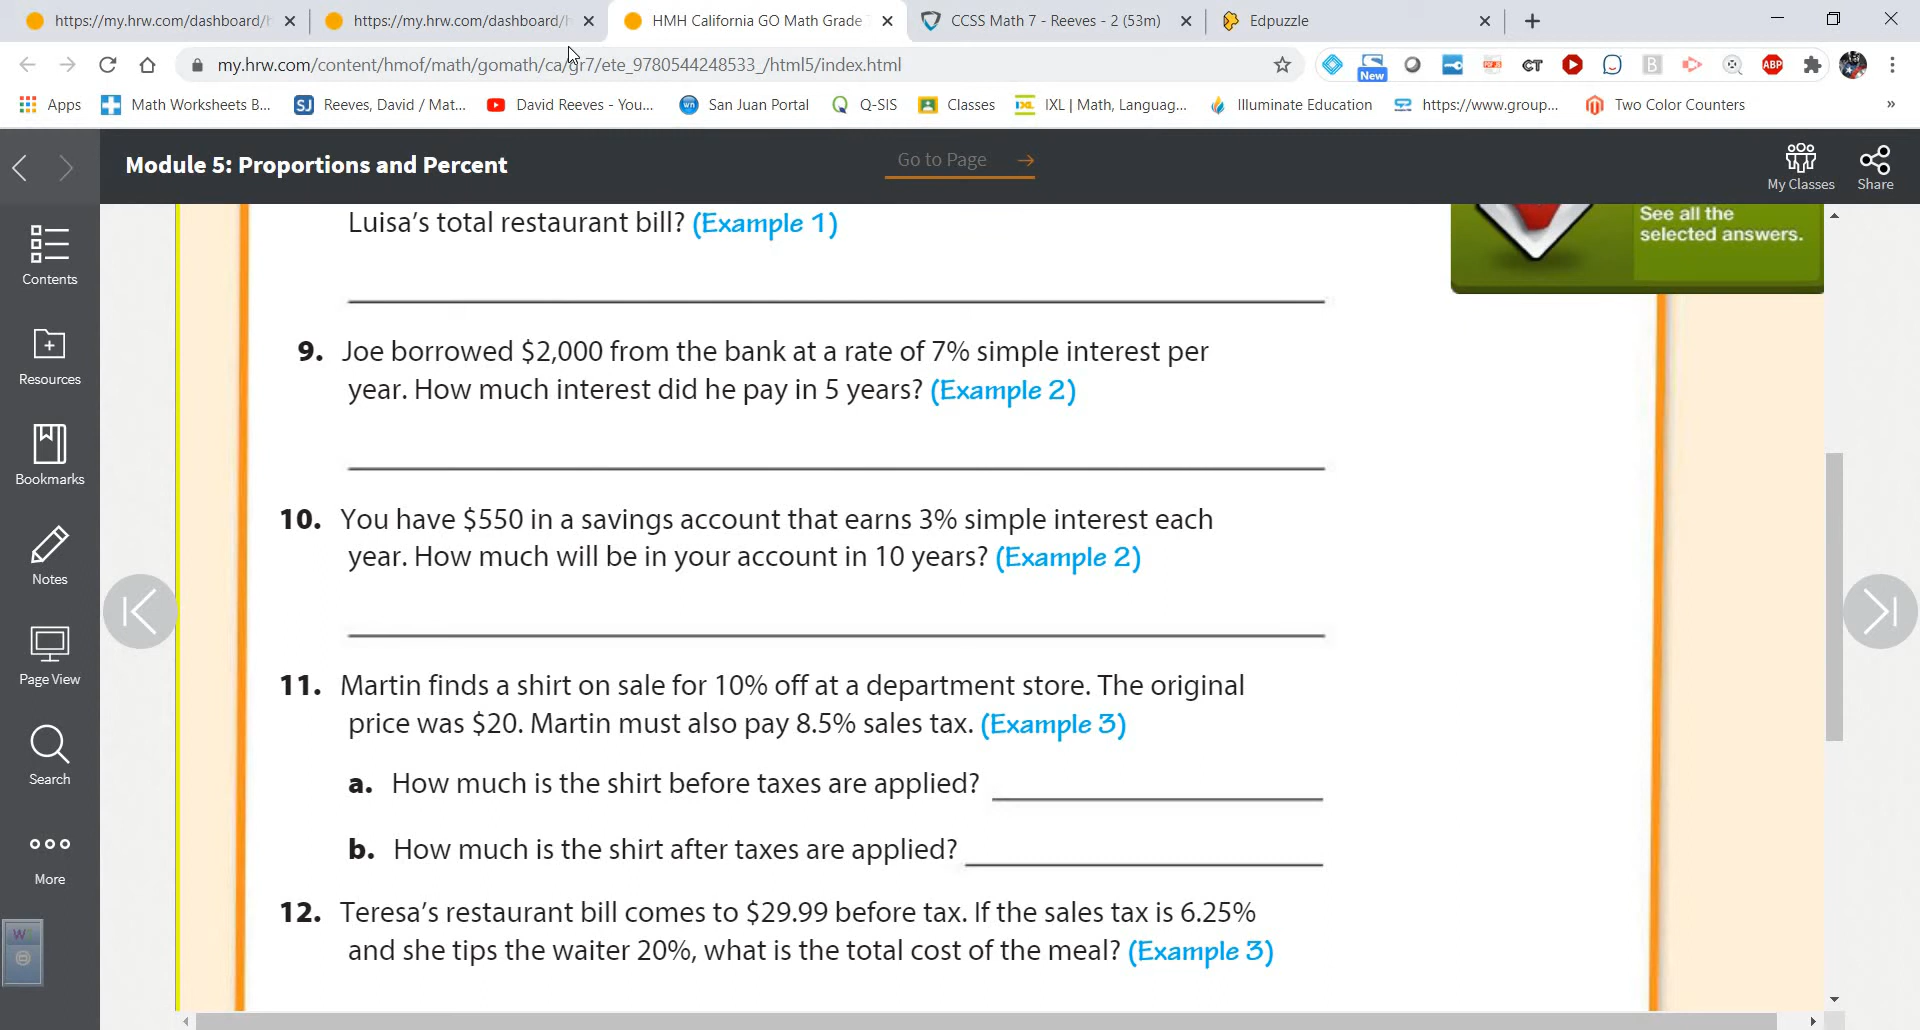 https://my.hrw.com/dashboard/h
https://my.hrw.com/dashboard/h
HMH California GO Math Grade 7
CCSS Math 7 - Reeves - 2 (53m)
Edpuzzle
my.hrw.com/content/hmof/math/gomath/ca/gr7/ete_9780544248533_/html5/index.html
New
CT
B
ABP
Apps
Math Worksheets B...
SJ
Reeves, David / Mat...
David Reeves - You...
wn
San Juan Portal
Q-SIS
Classes
IXL
IXL | Math, Languag...
Illuminate Education
https://www.group...
Two Color Counters
»
Module 5: Proportions and Percent
Go to Page
My Classes
Share
Contents
Resources
Bookmarks
Notes
Page View
Search
More
Luisa's total restaurant bill? (Example 1)
See all the
selected answers.
9. Joe borrowed $2,000 from the bank at a rate of 7% simple interest per
year. How much interest did he pay in 5 years? (Example 2)
10. You have $550 in a savings account that earns 3% simple interest each
year. How much will be in your account in 10 years? (Example 2)
11. Martin finds a shirt on sale for 10% off at a department store. The original
price was $20. Martin must also pay 8.5% sales tax. (Example 3)
a. How much is the shirt before taxes are applied?
b. How much is the shirt after taxes are applied?
12. Teresa's restaurant bill comes to $29.99 before tax. If the sales tax is 6.25%
and she tips the waiter 20%, what is the total cost of the meal? (Example 3)